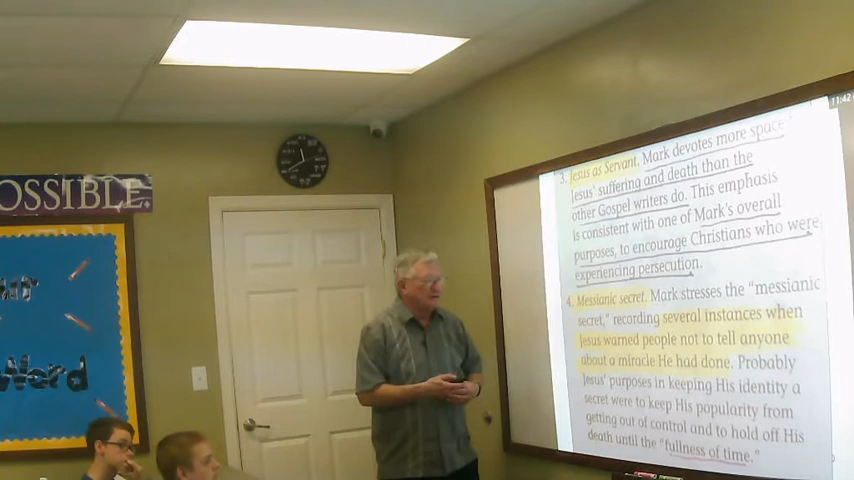 OSSIBLE.
Word
11:42
3. Jesus as Servant. Mark devotes more space
Jesus' suffering and death than the
other Gospel writers do. This emphasis
is consistent with one of Mark's overall
purposes, to encourage Christians who were
experiencing persecution.
4. Messianic secret. Mark stresses the "messianic
secret," recording several instances when
Jesus warned people not to tell anyone
about a miracle He had done. Probably
Jesus' purposes in keeping His identity a
secret were to keep His popularity from
getting out of control and to hold off His
death until the "fullness of time."